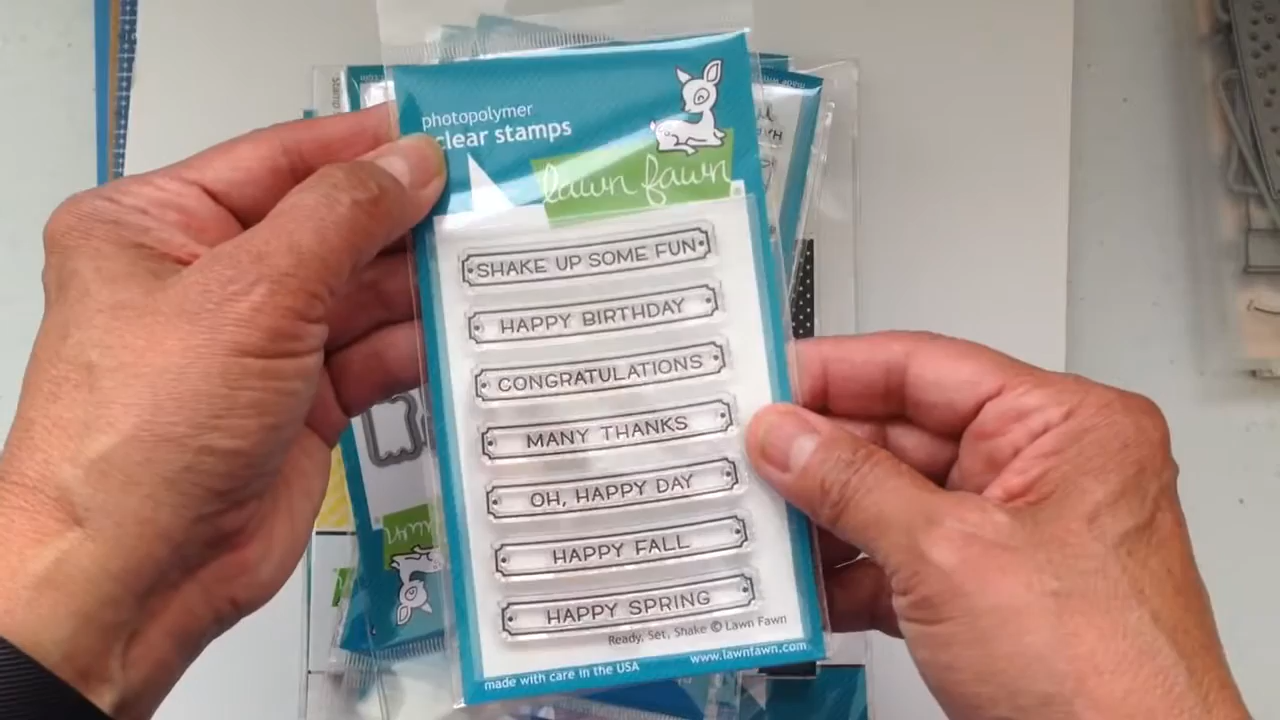 photopolymer
clear stamps
lawn fawn
SHAKE UP SOME FUN
HAPPY BIRTHDAY
CONGRATULATIONS
MANY THANKS
OH, HAPPY DAY
HAPPY FALL
HAPPY SPRING
Ready, Set, Shake © Lawn Fawn
made with care in the USA
www.lawnfawn.com